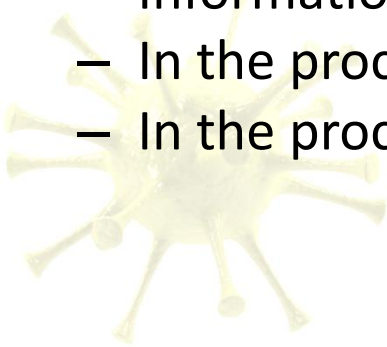 – In the proc
– In the proc